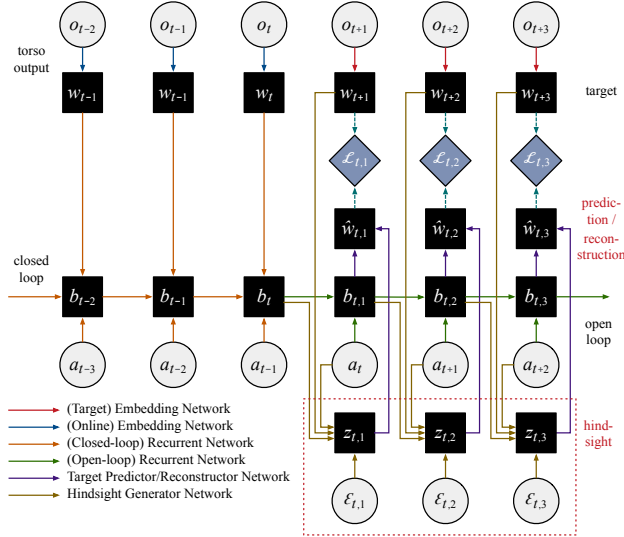 o_{t−2} o_{t−1} o_t o_{t+1} o_{t+2} o_{t+3}
torso
output
w_{t−1} w_{t−1} w_t w_{t+1} w_{t+2} w_{t+3} target
ℒ_{t,1} ℒ_{t,2} ℒ_{t,3}
ŵ_{t,1} ŵ_{t,2} ŵ_{t,3}
predic-
tion /
recon-
struction
closed
loop
b_{t−2} b_{t−1} b_t b_{t,1} b_{t,2} b_{t,3}
open
loop
a_{t−3} a_{t−2} a_{t−1} a_t a_{t+1} a_{t+2}
(Target) Embedding Network
(Online) Embedding Network
(Closed-loop) Recurrent Network
(Open-loop) Recurrent Network
Target Predictor/Reconstructor Network
Hindsight Generator Network
z_{t,1} z_{t,2} z_{t,3}
hind-
sight
ε_{t,1} ε_{t,2} ε_{t,3}